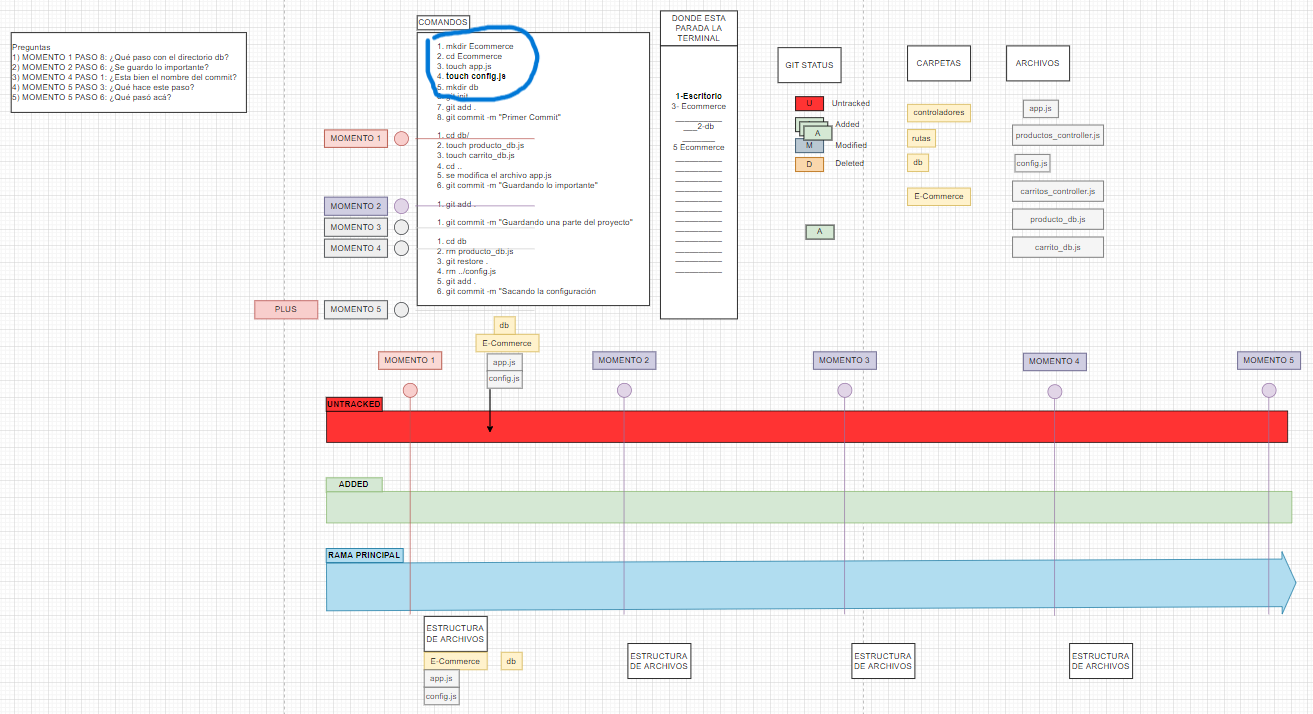 Preguntas
1) MOMENTO 1 PASO 8: ¿Qué paso con el directorio db?
2) MOMENTO 2 PASO 6: ¿Se guardo lo importante?
3) MOMENTO 4 PASO 1: ¿Esta bien el nombre del commit?
4) MOMENTO 5 PASO 3: ¿Qué hace este paso?
5) MOMENTO 5 PASO 6: ¿Qué pasó acá?
COMANDOS
1. mkdir Ecommerce
2. cd Ecommerce
3. touch app.js
4. touch config.js
5. mkdir db
6. git init
7. git add .
8. git commit -m "Primer Commit"
1. cd db/
2. touch producto_db.js
3. touch carrito_db.js
4. cd ..
5. se modifica el archivo app.js
6. git commit -m "Guardando lo importante"
1. git add .
1. git commit -m "Guardando una parte del proyecto"
1. cd db
2. rm producto_db.js
3. git restore .
4. rm ../config.js
5. git add .
6. git commit -m "Sacando la configuración
MOMENTO 1
MOMENTO 2
MOMENTO 3
MOMENTO 4
PLUS
MOMENTO 5
DONDE ESTA
PARADA LA
TERMINAL
1-Escritorio
3- Ecommerce
___2-db
5 Ecommerce
GIT STATUS
U Untracked
Added
A
M Modified
D Deleted
A
CARPETAS
controladores
rutas
db
E-Commerce
ARCHIVOS
app.js
productos_controller.js
config.js
carritos_controller.js
producto_db.js
carrito_db.js
db
E-Commerce
app.js
config.js
MOMENTO 1
MOMENTO 2
MOMENTO 3
MOMENTO 4
MOMENTO 5
UNTRACKED
ADDED
RAMA PRINCIPAL
ESTRUCTURA
DE ARCHIVOS
E-Commerce
db
app.js
config.js
ESTRUCTURA
DE ARCHIVOS
ESTRUCTURA
DE ARCHIVOS
ESTRUCTURA
DE ARCHIVOS